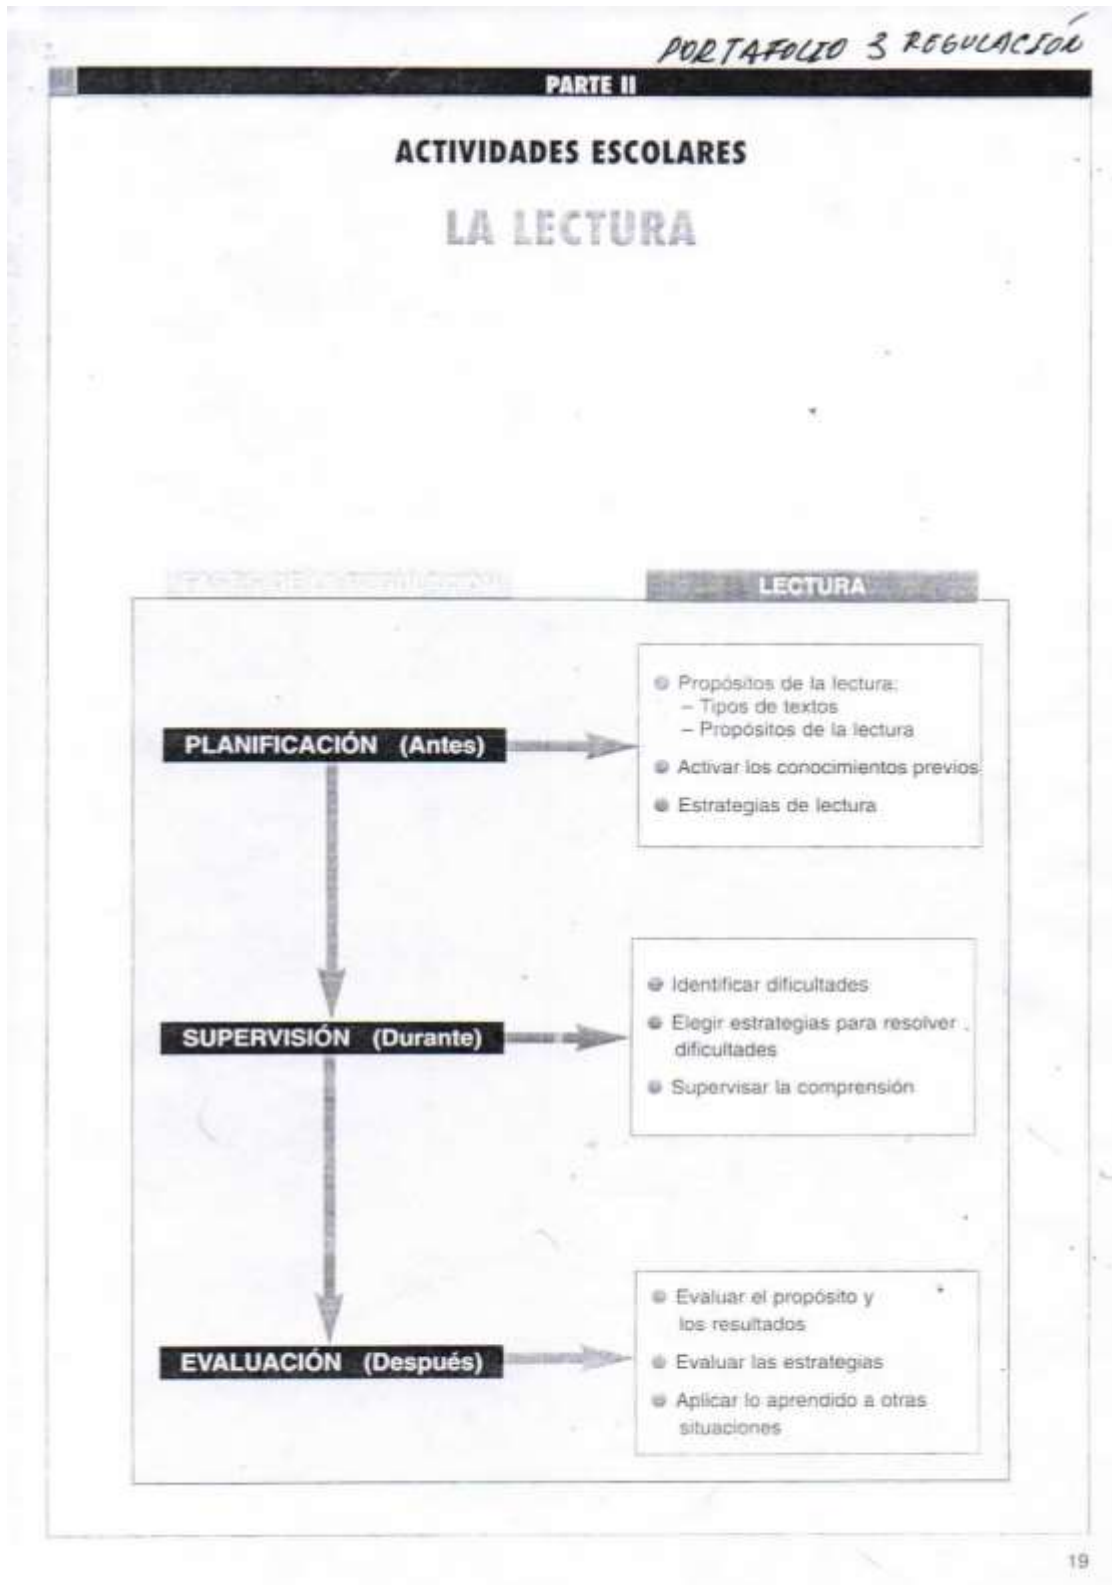 PORTAFOLIO 3 REGULACIÓN
PARTE II
ACTIVIDADES ESCOLARES
LA LECTURA
LECTURA
PLANIFICACIÓN (Antes)
Propósitos de la lectura:
– Tipos de textos
– Propósitos de la lectura
Activar los conocimientos previos
Estrategias de lectura
SUPERVISIÓN (Durante)
Identificar dificultades
Elegir estrategias para resolver
dificultades
Supervisar la comprensión
EVALUACIÓN (Después)
Evaluar el propósito y
los resultados
Evaluar las estrategias
Aplicar lo aprendido a otras
situaciones
19